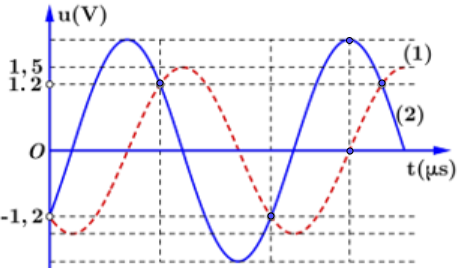 u(V)
(1)
1,5
1,2
(2)
O
t(μs)
-1,2